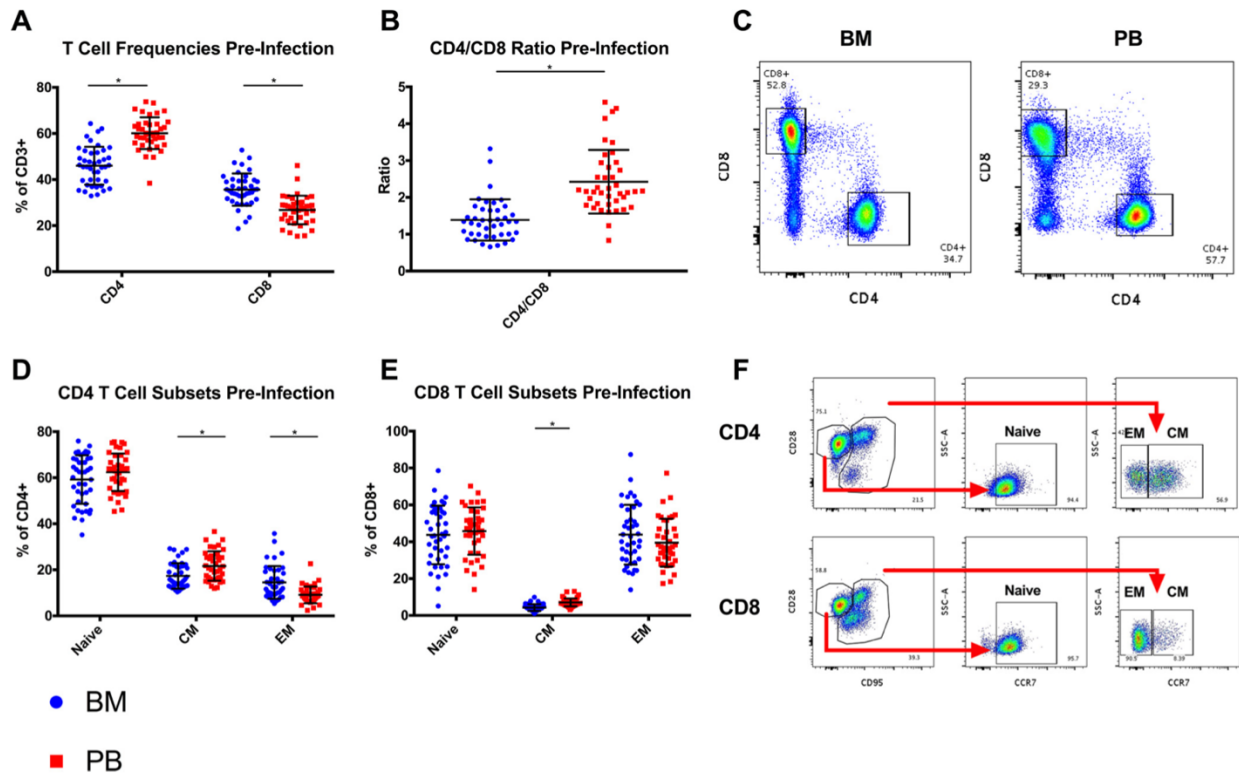 A
T Cell Frequencies Pre-Infection
% of CD3+
80
60
40
20
0
*
*
CD4
CD8
B
CD4/CD8 Ratio Pre-Infection
Ratio
5
4
3
2
1
0
*
CD4/CD8
C
BM
PB
CD8+
52.8
CD4+
34.7
CD8
CD4
CD8+
29.3
CD4+
57.7
CD8
CD4
D
CD4 T Cell Subsets Pre-Infection
% of CD4+
80
60
40
20
0
*
*
Naive
CM
EM
E
CD8 T Cell Subsets Pre-Infection
% of CD8+
100
80
60
40
20
0
*
Naive
CM
EM
F
CD4
75.1
CD28
21.5
SSC-A
Naive
94.4
SSC-A
EM
CM
56.9
CD8
58.8
CD28
39.3
CD95
SSC-A
Naive
95.7
CCR7
SSC-A
EM
CM
90.5
8.39
CCR7
BM
PB